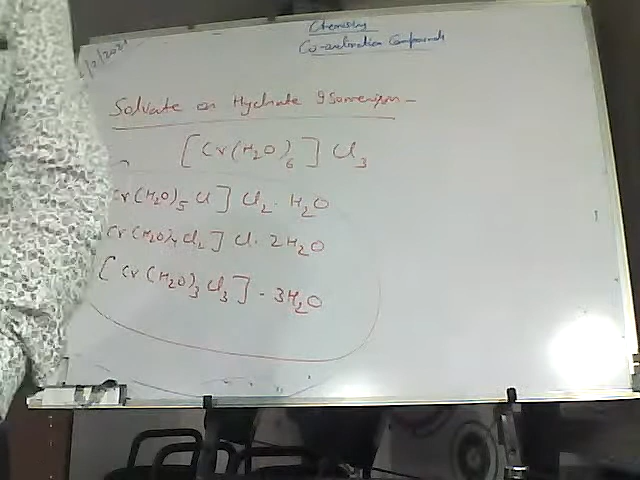 Chemistry
Co-ordination Compounds
/2021
Solvate or Hydrate Isomerism -
[Cr(H₂O)₆] Cl₃
Cr(H₂O)₅ Cl] Cl₂. H₂O
Cr(H₂O)₄ Cl₂] Cl. 2H₂O
[Cr(H₂O)₃ Cl₃] - 3H₂O